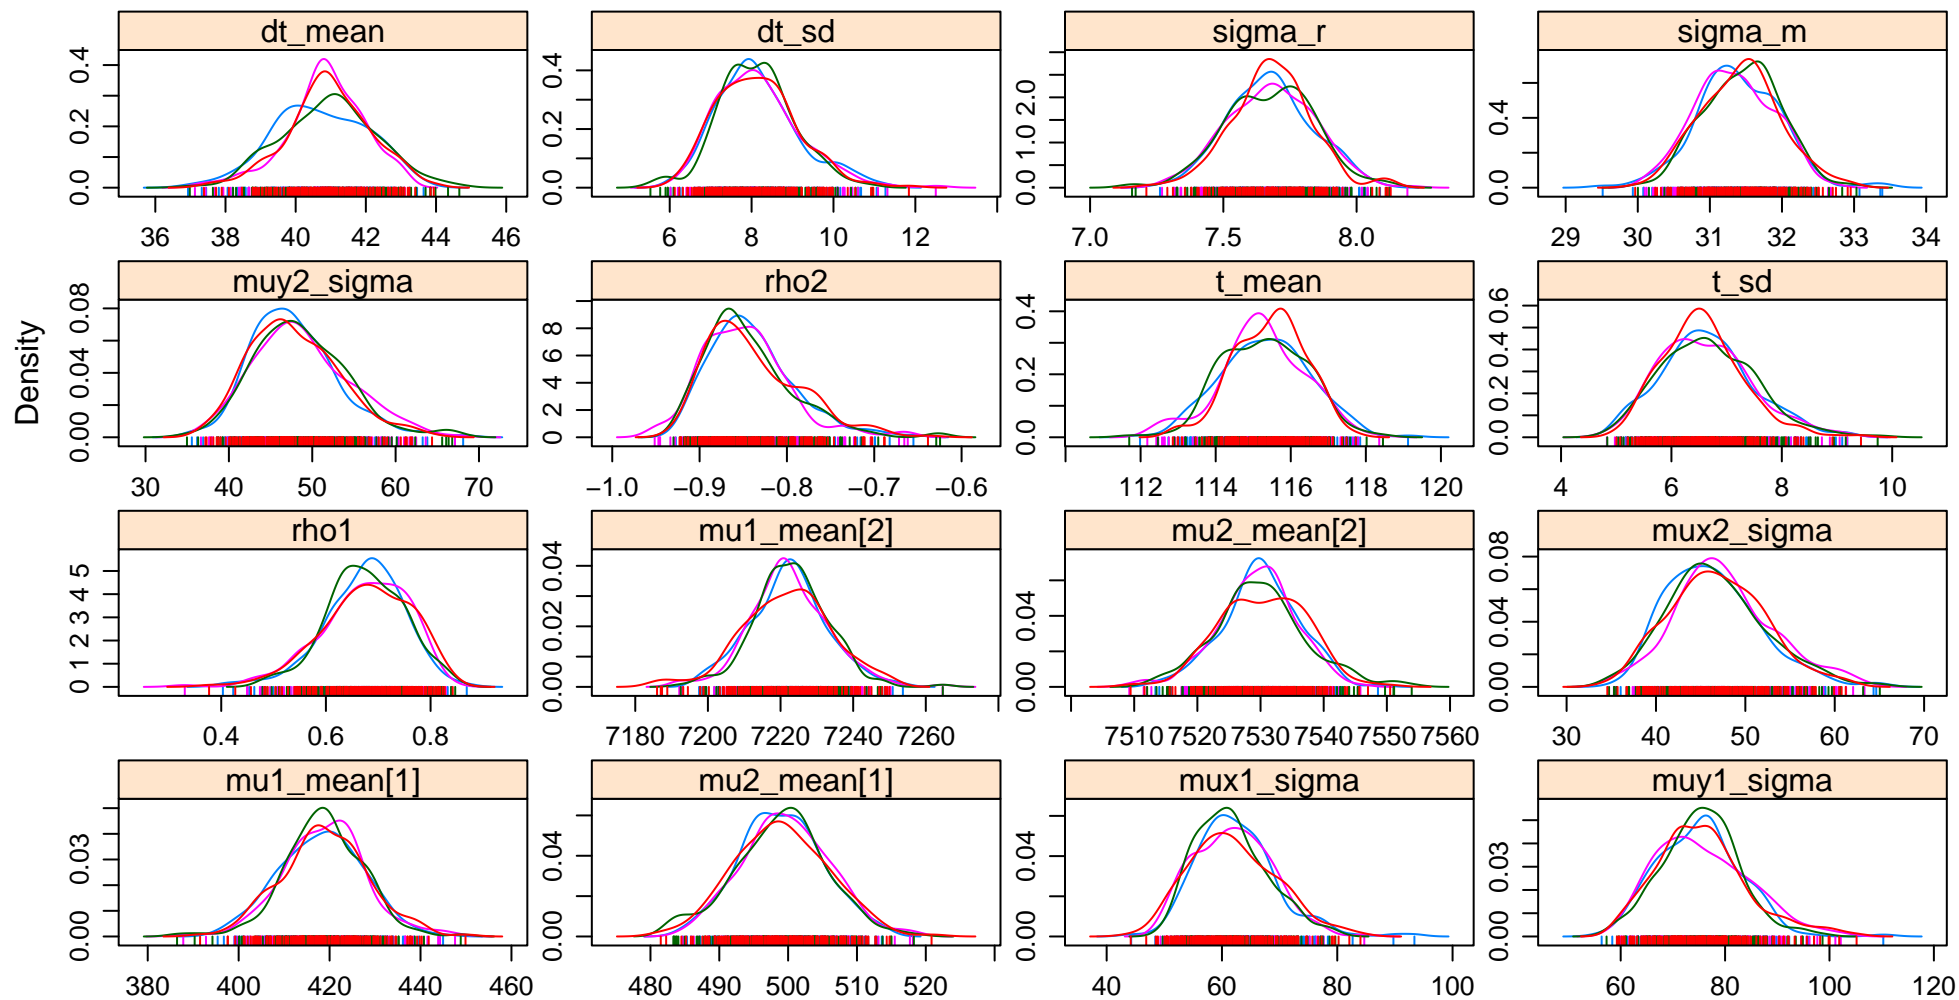 dt_mean dt_sd sigma_r sigma_m
0.0 0.2 0.4 0.0 0.2 0.4 0.0 1.0 2.0 0.0 0.4
36 38 40 42 44 46 6 8 10 12 7.0 7.5 8.0 29 30 31 32 33 34
muy2_sigma rho2 t_mean t_sd
Density
0.00 0.04 0.08 0 2 4 6 8 0.0 0.2 0.4 0.0 0.2 0.4 0.6
30 40 50 60 70 −1.0 −0.9 −0.8 −0.7 −0.6 112 114 116 118 120 4 6 8 10
rho1 mu1_mean[2] mu2_mean[2] mux2_sigma
0 1 2 3 4 5 0.00 0.02 0.04 0.00 0.04 0.00 0.04 0.08
0.4 0.6 0.8 7180 7200 7220 7240 7260 7510 7520 7530 7540 7550 7560 30 40 50 60 70
mu1_mean[1] mu2_mean[1] mux1_sigma muy1_sigma
0.00 0.03 0.00 0.04 0.00 0.04 0.00 0.03
380 400 420 440 460 480 490 500 510 520 40 60 80 100 60 80 100 120